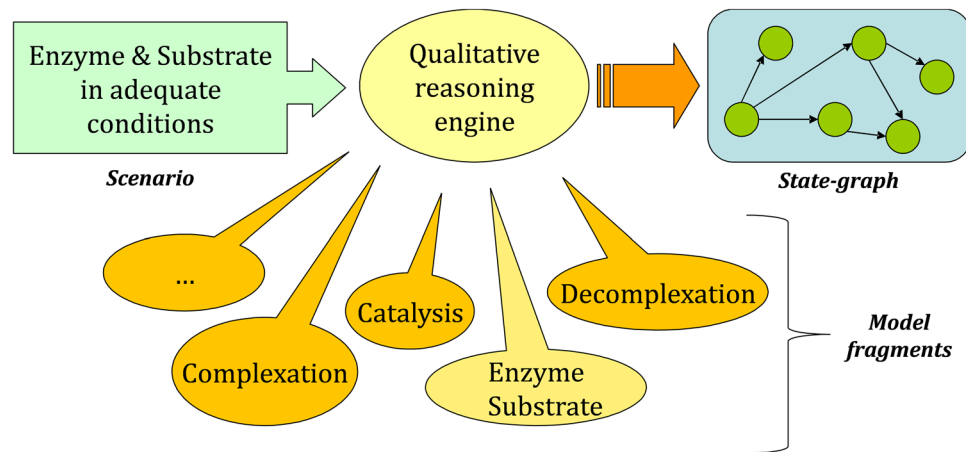 Enzyme & Substrate
in adequate
conditions
Scenario
Qualitative
reasoning
engine
State-graph
...
Complexation
Catalysis
Enzyme
Substrate
Decomplexation
Model
fragments